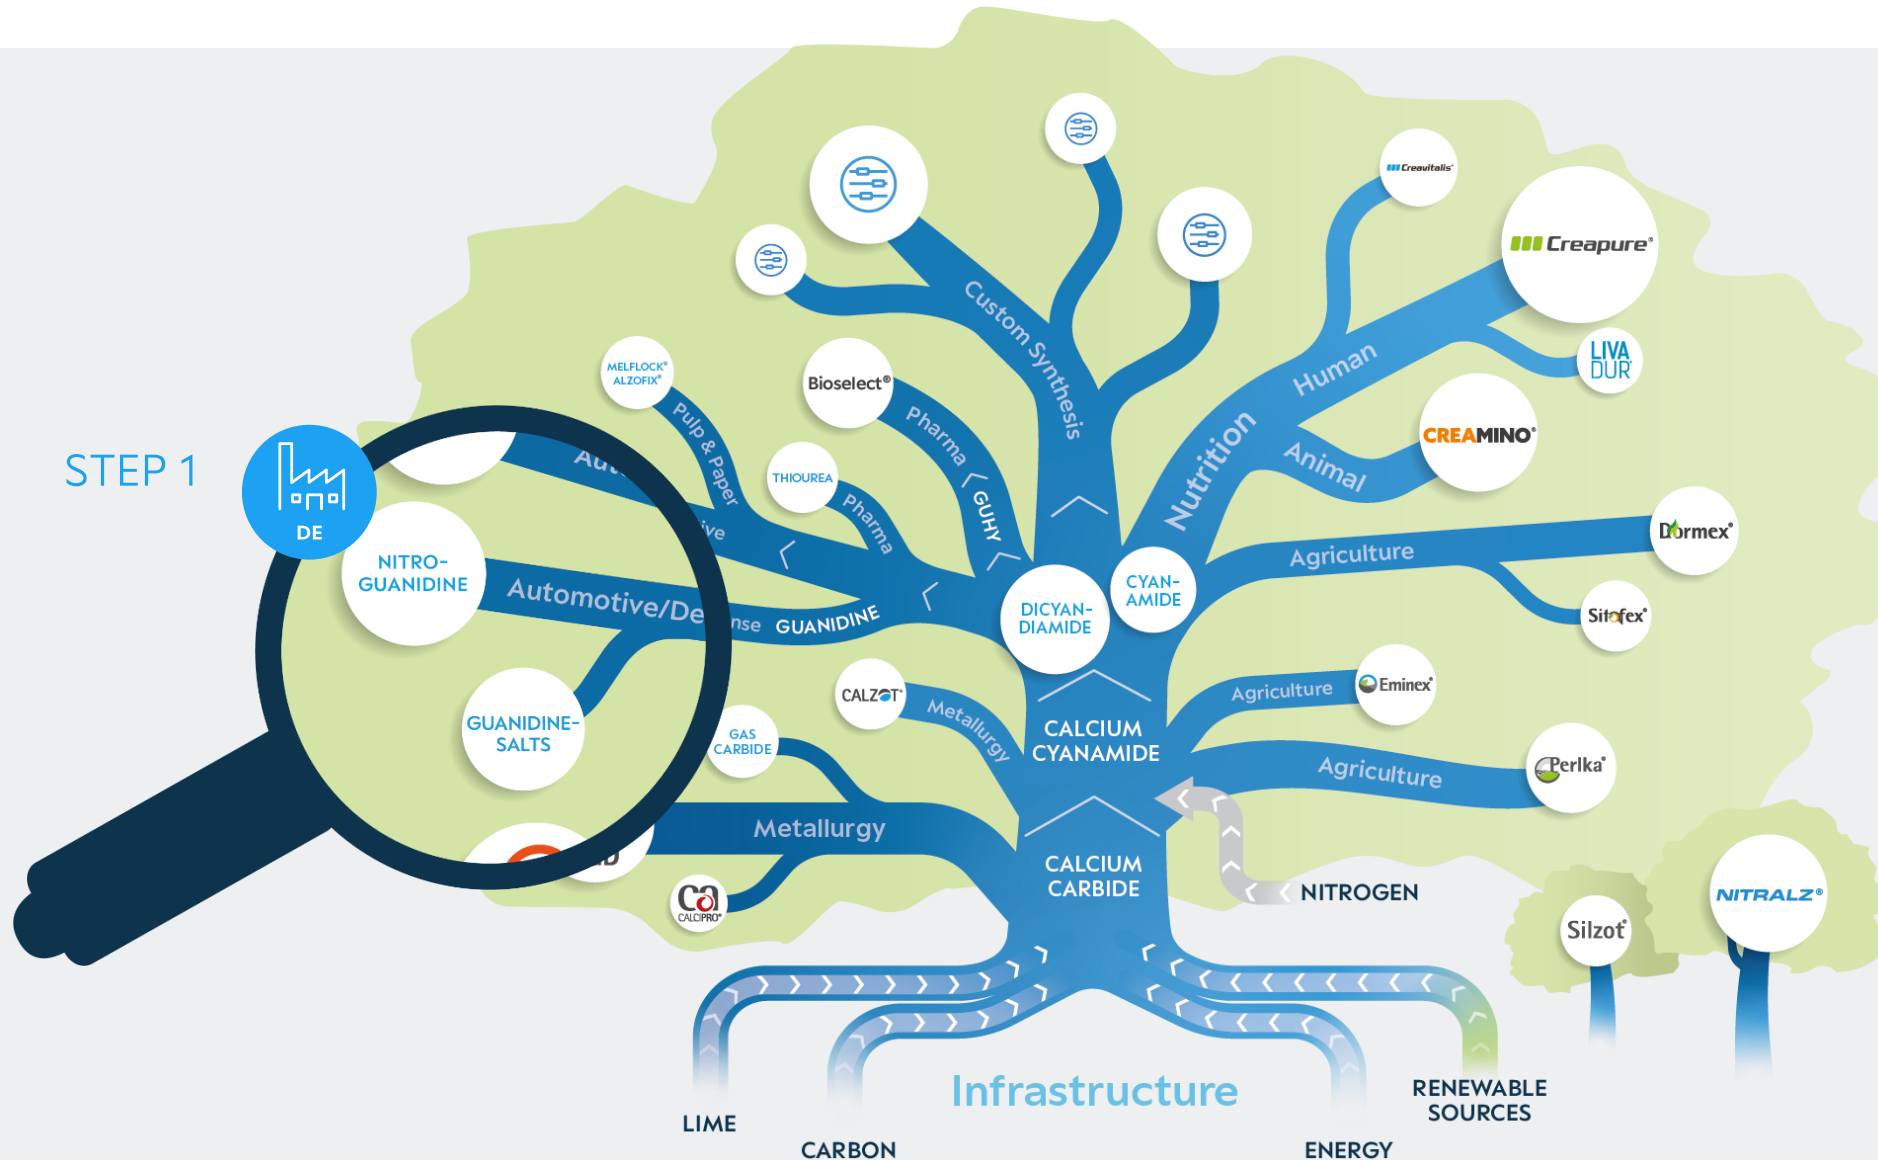 STEP 1
DE
NITRO-
GUANIDINE
Automotive/De
nse
GUANIDINE
GUANIDINE-
SALTS
MELFLOCK®
ALZOFIX®
Pulp & Paper
THIOUREA
Pharma
Bioselect®
Pharma
GUHY
Custom Synthesis
Creavitalis®
Creapure®
LIVA
DUR®
Human
Nutrition
Animal
CREAMINO®
DICYAN-
DIAMIDE
CYAN-
AMIDE
Agriculture
Dormex®
Sitofex®
Agriculture
Eminex®
Agriculture
Perlka®
CALZOT®
Metallurgy
GAS
CARBIDE
Metallurgy
CALCIPRO®
CALCIUM
CYANAMIDE
CALCIUM
CARBIDE
NITROGEN
Silzot®
NITRALZ®
Infrastructure
LIME
CARBON
ENERGY
RENEWABLE
SOURCES